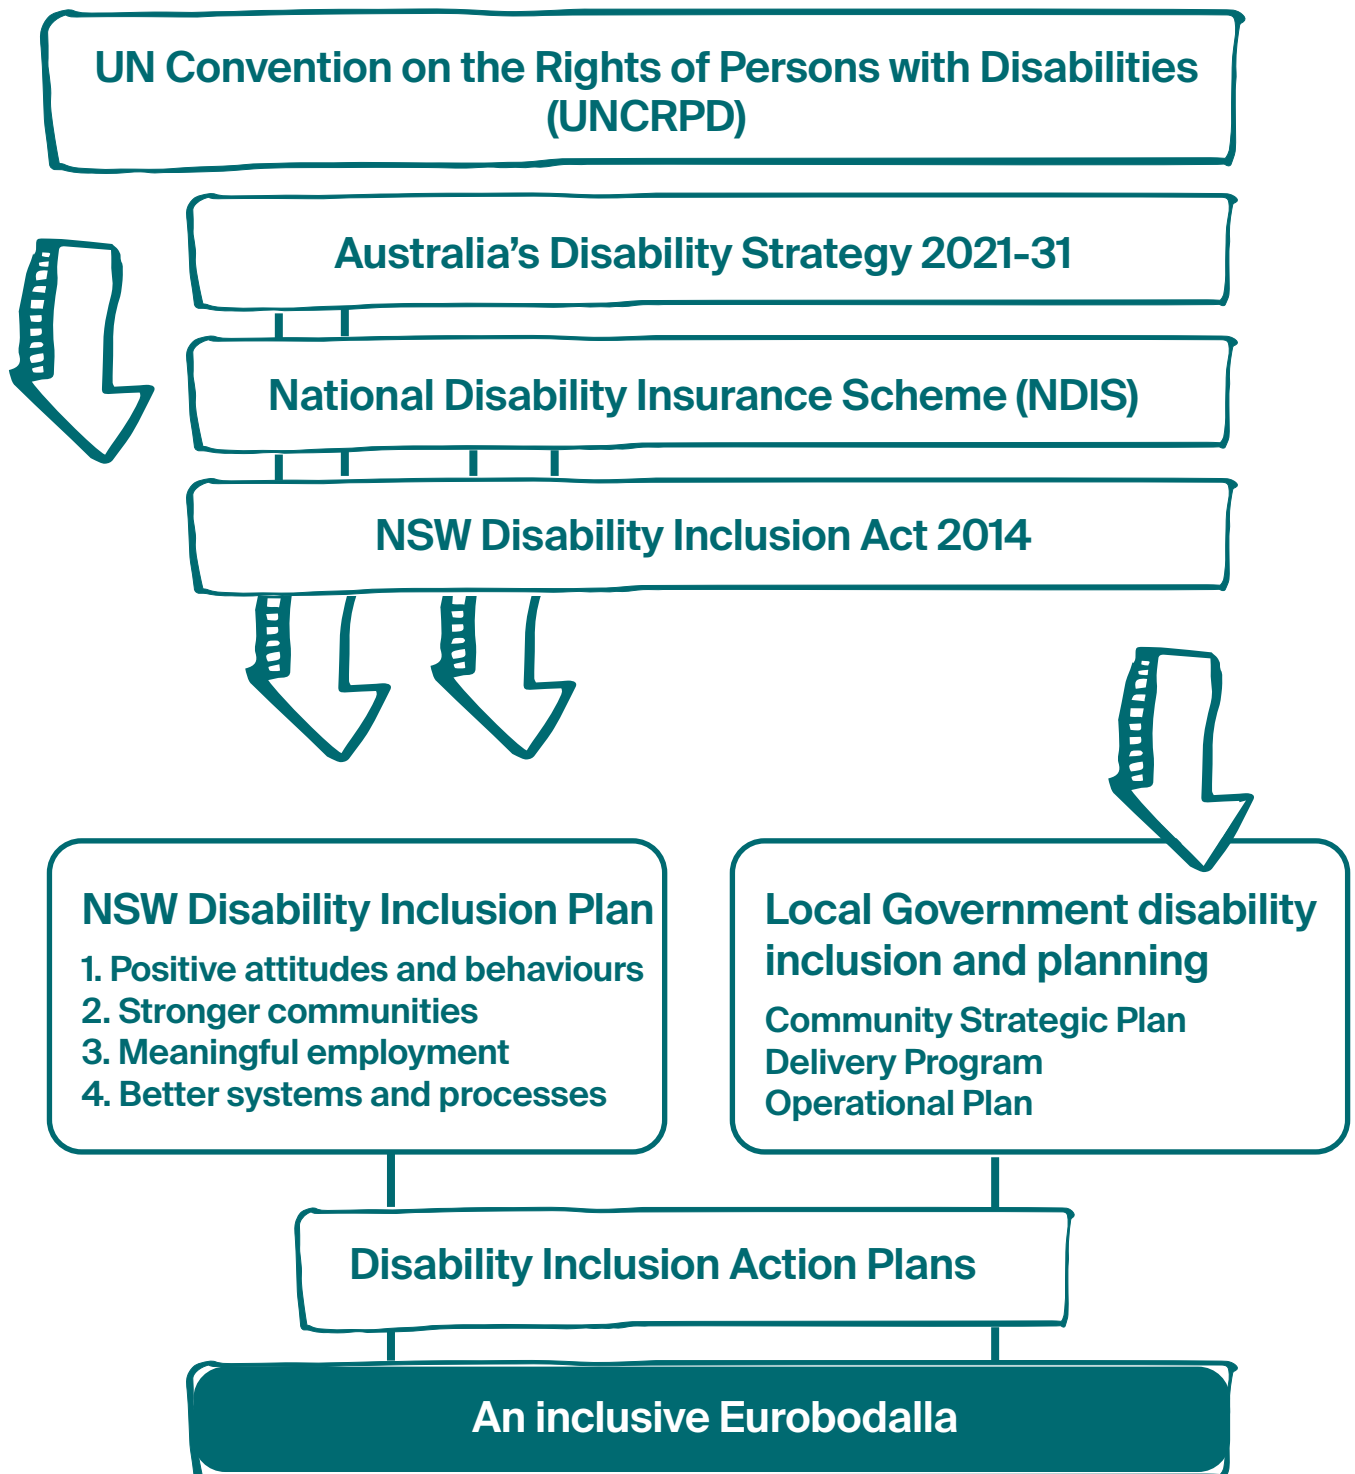 UN Convention on the Rights of Persons with Disabilities
(UNCRPD)
Australia’s Disability Strategy 2021-31
National Disability Insurance Scheme (NDIS)
NSW Disability Inclusion Act 2014
NSW Disability Inclusion Plan
1. Positive attitudes and behaviours
2. Stronger communities
3. Meaningful employment
4. Better systems and processes
Local Government disability
inclusion and planning
Community Strategic Plan
Delivery Program
Operational Plan
Disability Inclusion Action Plans
An inclusive Eurobodalla